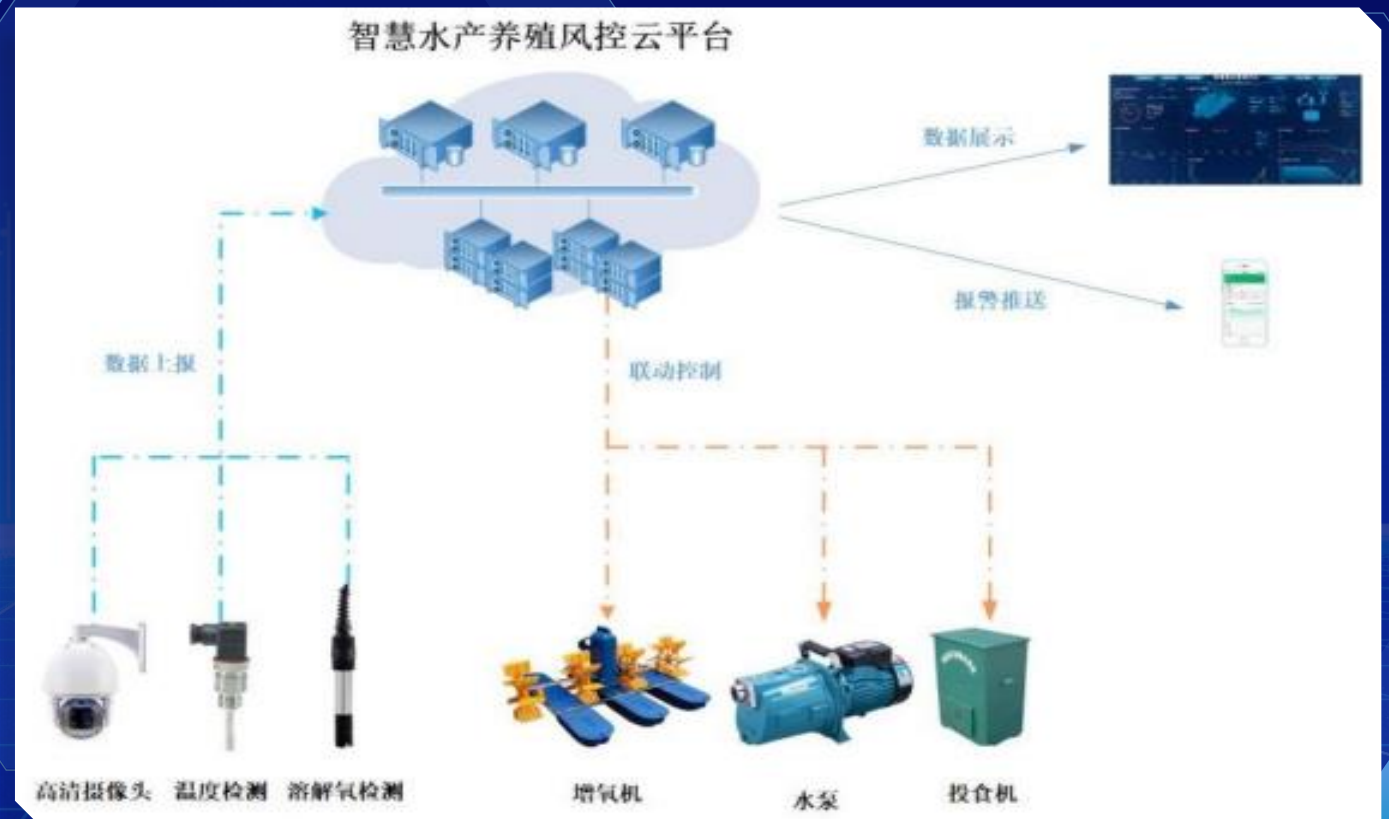 智慧水产养殖风控云平台
数据展示
报警推送
数据上报
联动控制
高清摄像头
温度检测
溶解氧检测
增氧机
水泵
投食机